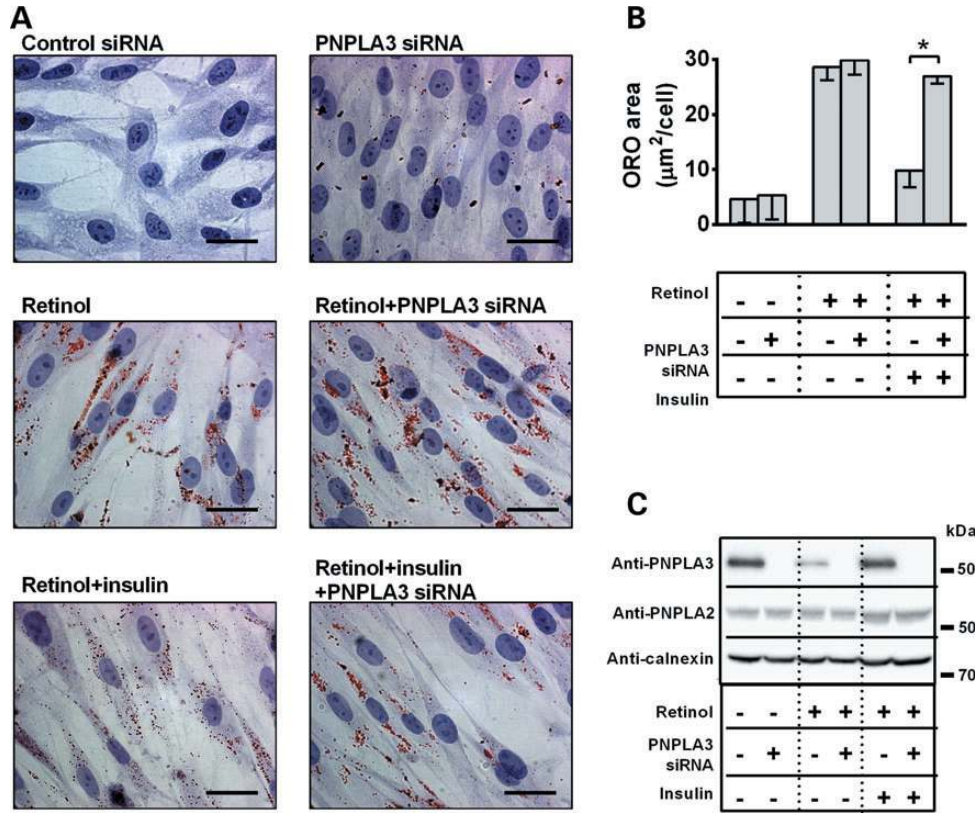 A
Control siRNA
PNPLA3 siRNA
Retinol
Retinol+PNPLA3 siRNA
Retinol+insulin
Retinol+insulin
+PNPLA3 siRNA
B
*
ORO area
(µm²/cell)
30
20
10
0
Retinol - - + + + +
PNPLA3
siRNA - + - + - +
Insulin - - - - + +
C
kDa
Anti-PNPLA3 50
Anti-PNPLA2 50
Anti-calnexin 70
Retinol - - + + + +
PNPLA3
siRNA - + - + - +
Insulin - - - - + +